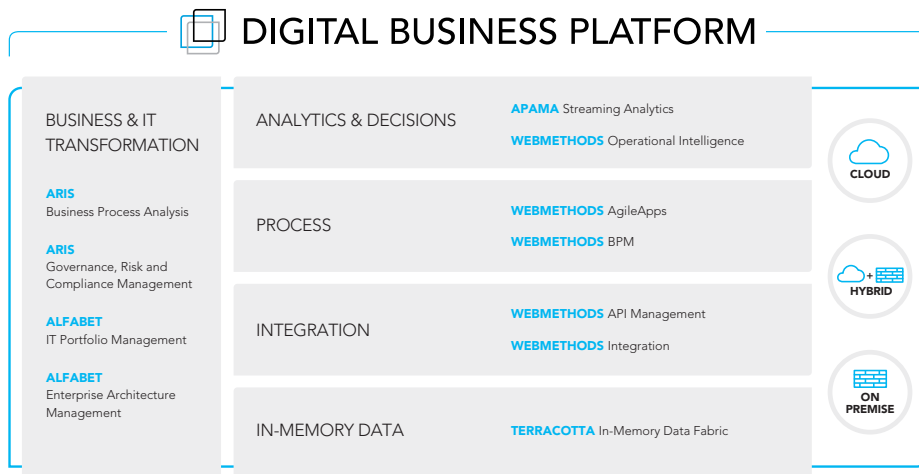 DIGITAL BUSINESS PLATFORM
BUSINESS & IT
TRANSFORMATION
ARIS
Business Process Analysis
ARIS
Governance, Risk and
Compliance Management
ALFABET
IT Portfolio Management
ALFABET
Enterprise Architecture
Management
ANALYTICS & DECISIONS
APAMA Streaming Analytics
WEBMETHODS Operational Intelligence
PROCESS
WEBMETHODS AgileApps
WEBMETHODS BPM
INTEGRATION
WEBMETHODS API Management
WEBMETHODS Integration
IN-MEMORY DATA
TERRACOTTA In-Memory Data Fabric
CLOUD
+
HYBRID
ON
PREMISE